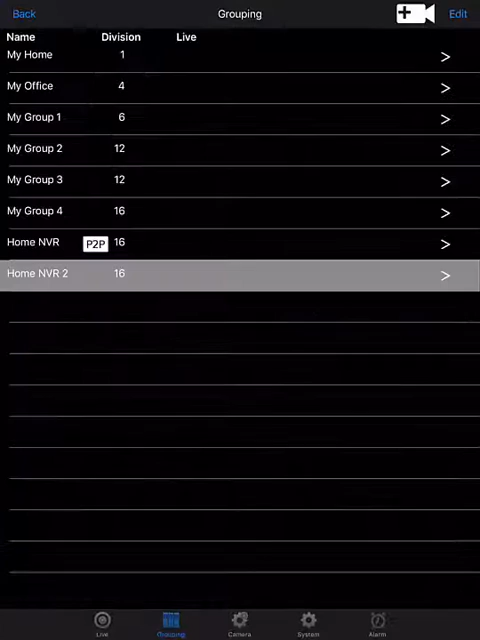 Back Grouping Edit
Name Division Live
My Home 1 >
My Office 4 >
My Group 1 6 >
My Group 2 12 >
My Group 3 12 >
My Group 4 16 >
Home NVR P2P 16 >
Home NVR 2 16 >
Live Grouping Camera System Alarm